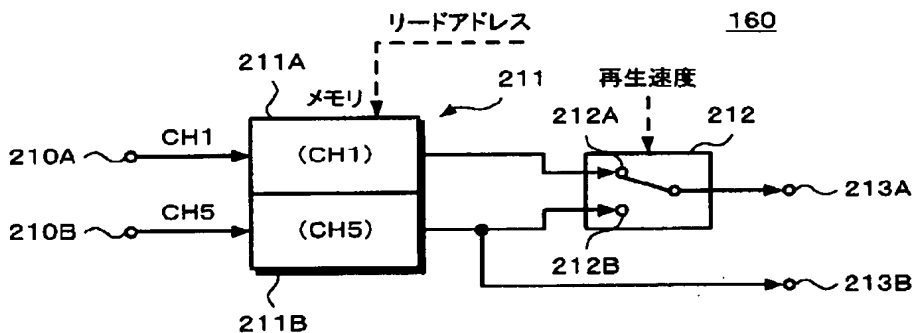 リードアドレス
160
211A
メモリ
211
再生速度
212A
212
210A
CH1
(CH1)
213A
210B
CH5
(CH5)
212B
213B
211B